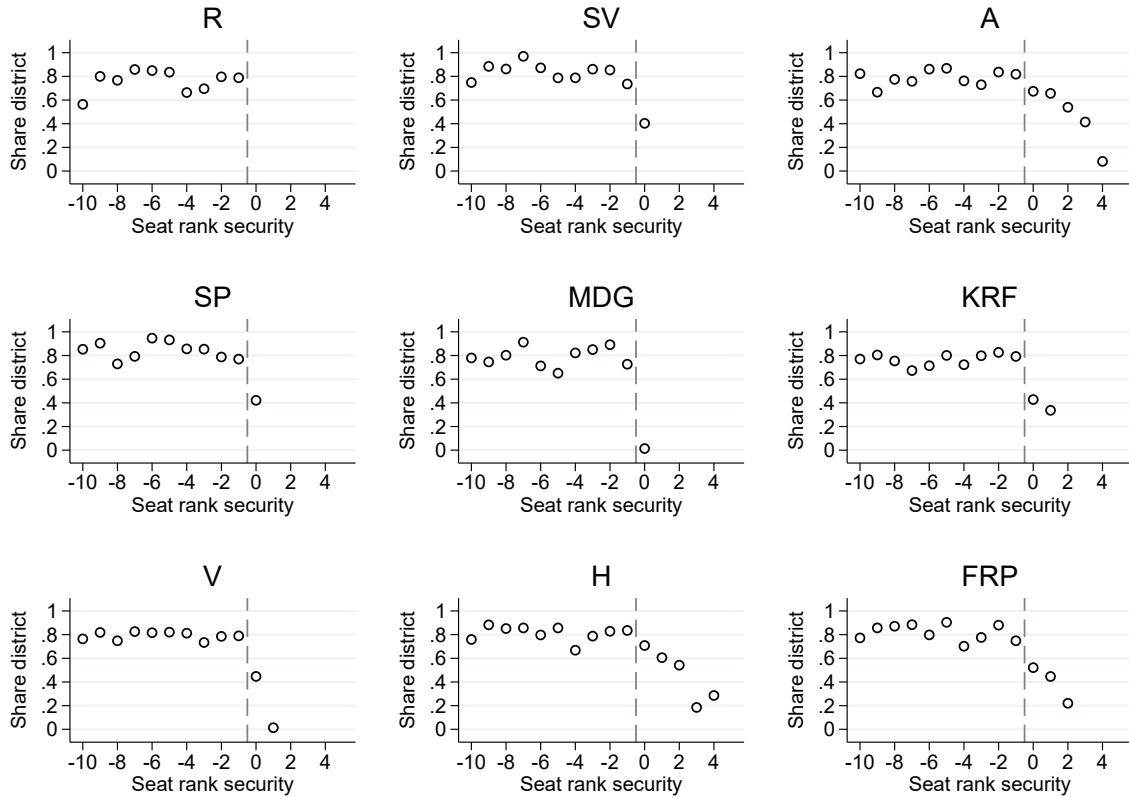 R SV A
Share district Share district Share district
1 1 1
.8 .8 .8
.6 .6 .6
.4 .4 .4
.2 .2 .2
0 0 0
-10 -8 -6 -4 -2 0 2 4 -10 -8 -6 -4 -2 0 2 4 -10 -8 -6 -4 -2 0 2 4
Seat rank security Seat rank security Seat rank security
SP MDG KRF
Share district Share district Share district
1 1 1
.8 .8 .8
.6 .6 .6
.4 .4 .4
.2 .2 .2
0 0 0
-10 -8 -6 -4 -2 0 2 4 -10 -8 -6 -4 -2 0 2 4 -10 -8 -6 -4 -2 0 2 4
Seat rank security Seat rank security Seat rank security
V H FRP
Share district Share district Share district
1 1 1
.8 .8 .8
.6 .6 .6
.4 .4 .4
.2 .2 .2
0 0 0
-10 -8 -6 -4 -2 0 2 4 -10 -8 -6 -4 -2 0 2 4 -10 -8 -6 -4 -2 0 2 4
Seat rank security Seat rank security Seat rank security